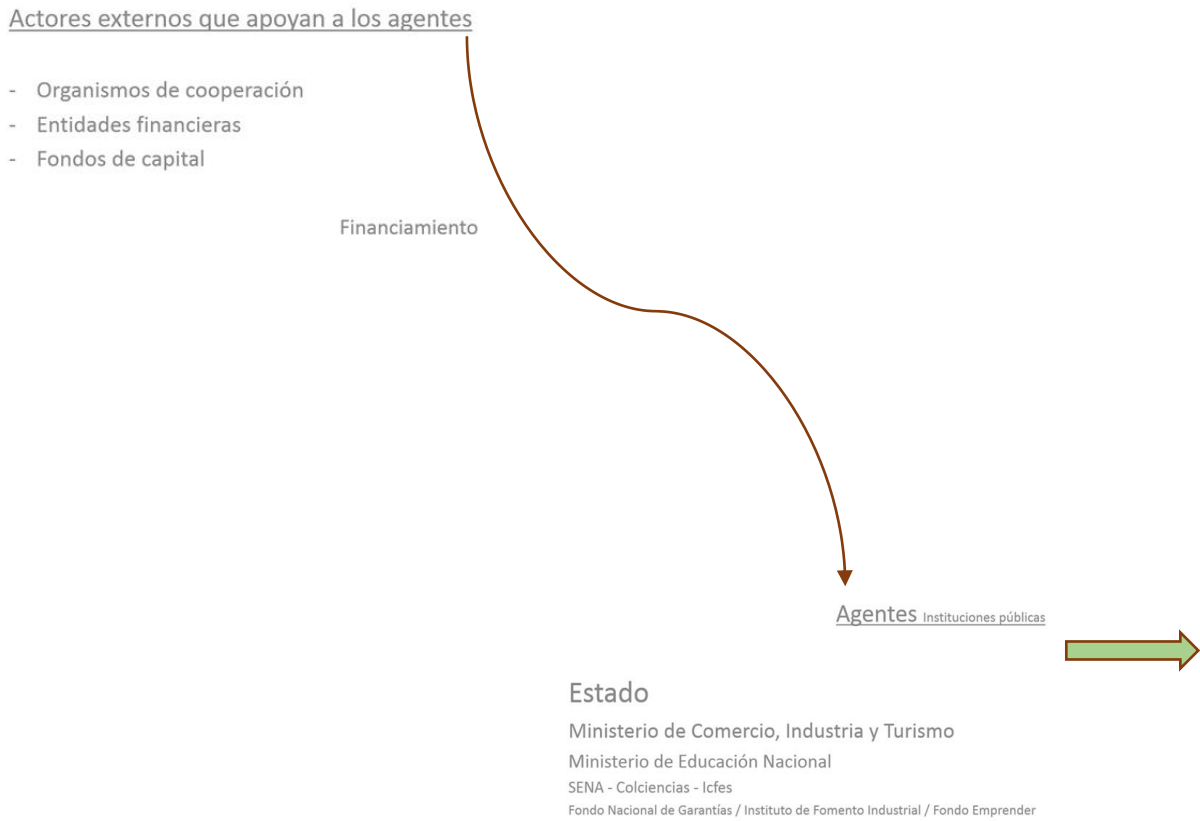 Actores externos que apoyan a los agentes
- Organismos de cooperación
- Entidades financieras
- Fondos de capital
Financiamiento
Agentes Instituciones públicas
Estado
Ministerio de Comercio, Industria y Turismo
Ministerio de Educación Nacional
SENA - Colciencias - Icfes
Fondo Nacional de Garantías / Instituto de Fomento Industrial / Fondo Emprender